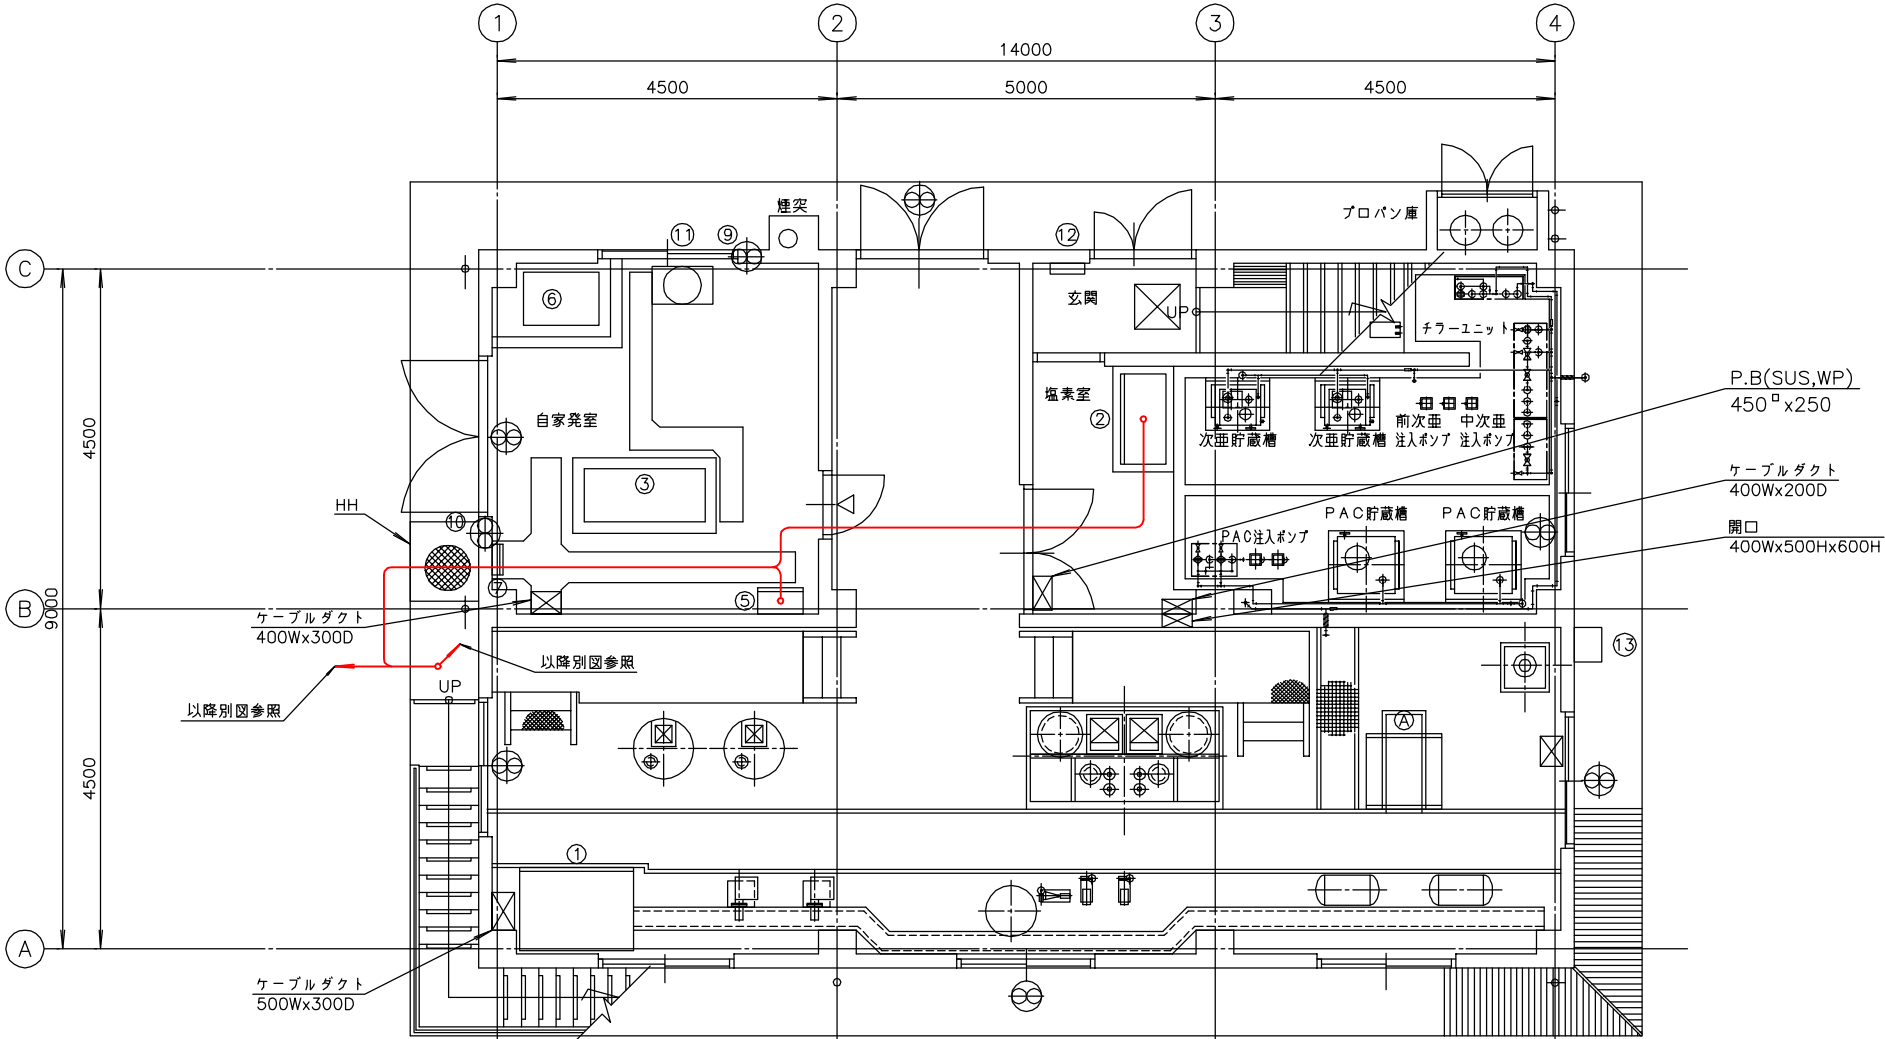 1
2
3
4
14000
4500
5000
4500
煙突
プロパン庫
⑪
⑨
⑫
C
⑥
玄関
UP
チラーユニット
P.B(SUS,WP)
450□x250
塩素室
②
自家発室
前次亜
中次亜
次亜貯蔵槽
次亜貯蔵槽
注入ポンプ
注入ポンプ
4500
③
ケーブルダクト
400Wx200D
HH
⑩
PAC貯蔵槽
PAC貯蔵槽
開口
400Wx500Hx600H
PAC注入ポンプ
⑦
⑤
B
9000
ケーブルダクト
400Wx300D
⑬
以降別図参照
UP
以降別図参照
A
4500
①
A
ケーブルダクト
500Wx300D